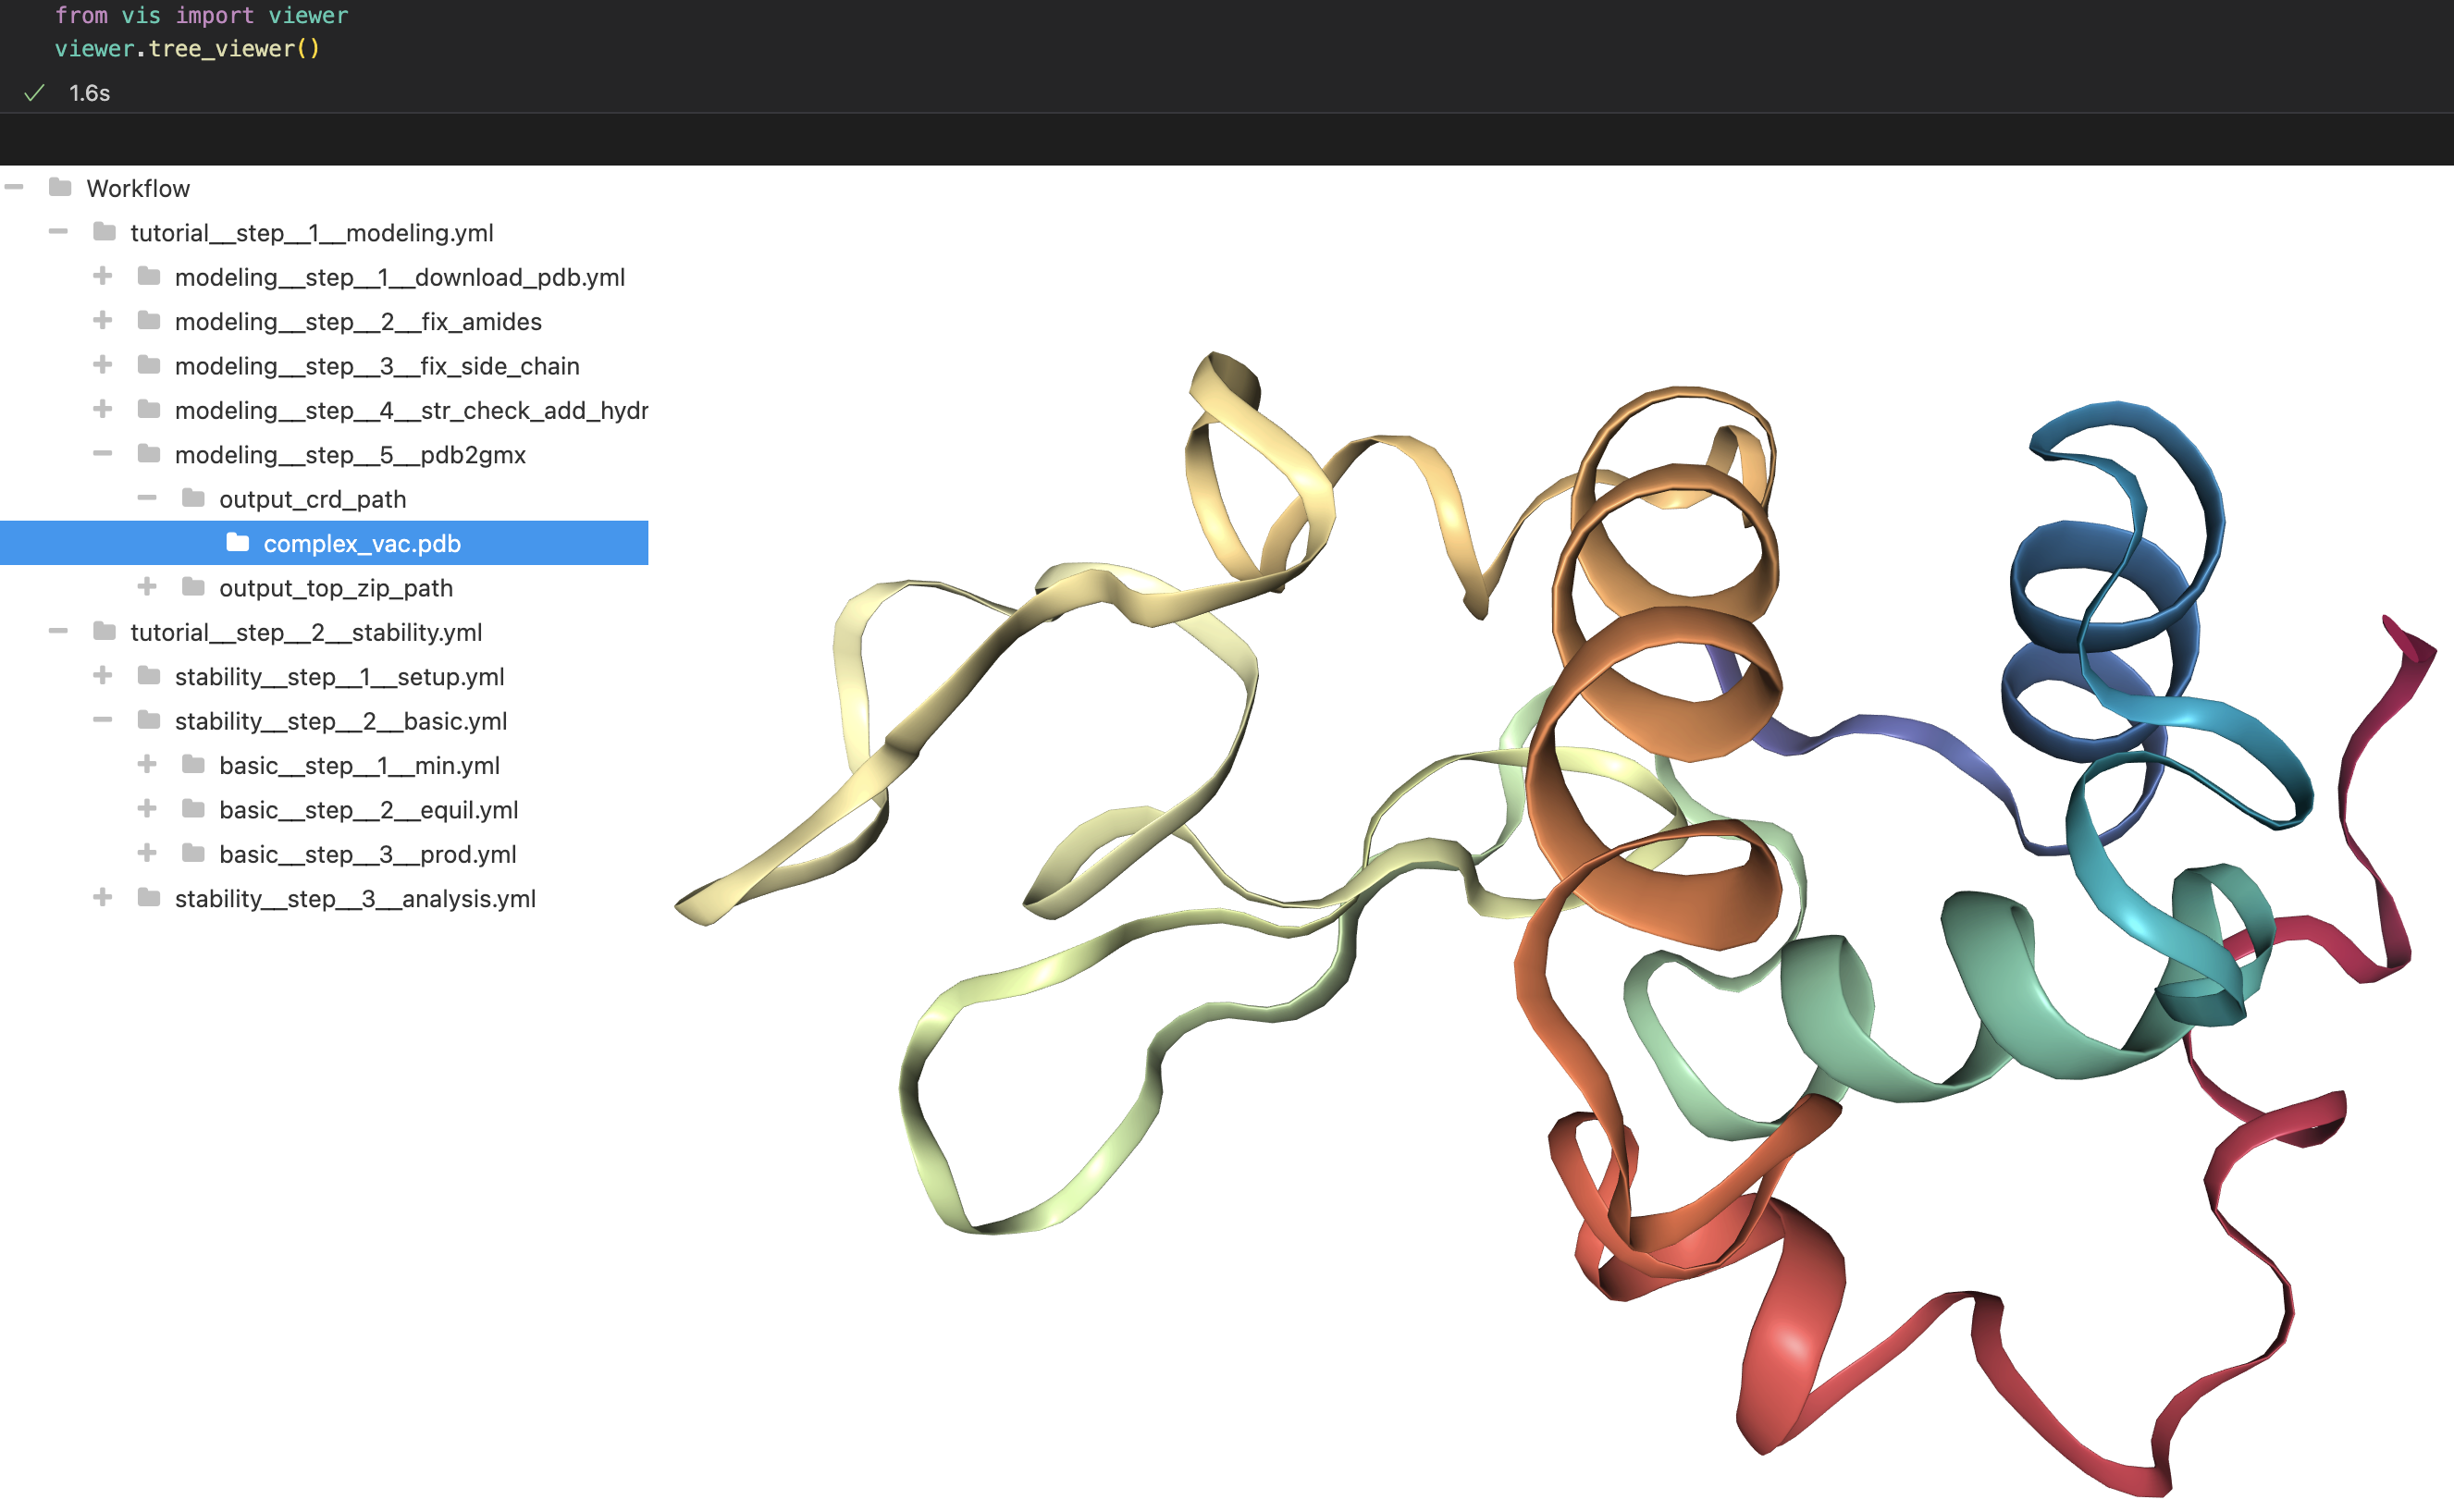 from vis import viewer
viewer.tree_viewer()
1.6s
Workflow
tutorial__step__1__modeling.yml
modeling__step__1__download_pdb.yml
modeling__step__2__fix_amides
modeling__step__3__fix_side_chain
modeling__step__4__str_check_add_hydr
modeling__step__5__pdb2gmx
output_crd_path
complex_vac.pdb
output_top_zip_path
tutorial__step__2__stability.yml
stability__step__1__setup.yml
stability__step__2__basic.yml
basic__step__1__min.yml
basic__step__2__equil.yml
basic__step__3__prod.yml
stability__step__3__analysis.yml